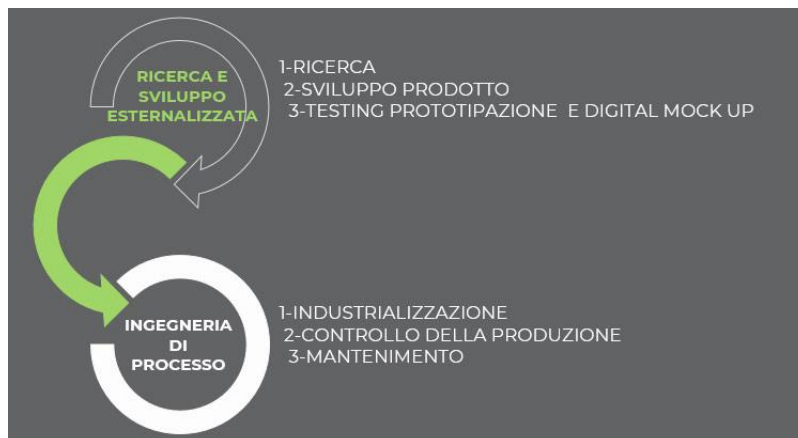 RICERCA E
SVILUPPO
ESTERNALIZZATA
1-RICERCA
2-SVILUPPO PRODOTTO
3-TESTING PROTOTIPAZIONE E DIGITAL MOCK UP
INGEGNERIA
DI
PROCESSO
1-INDUSTRIALIZZAZIONE
2-CONTROLLO DELLA PRODUZIONE
3-MANTENIMENTO